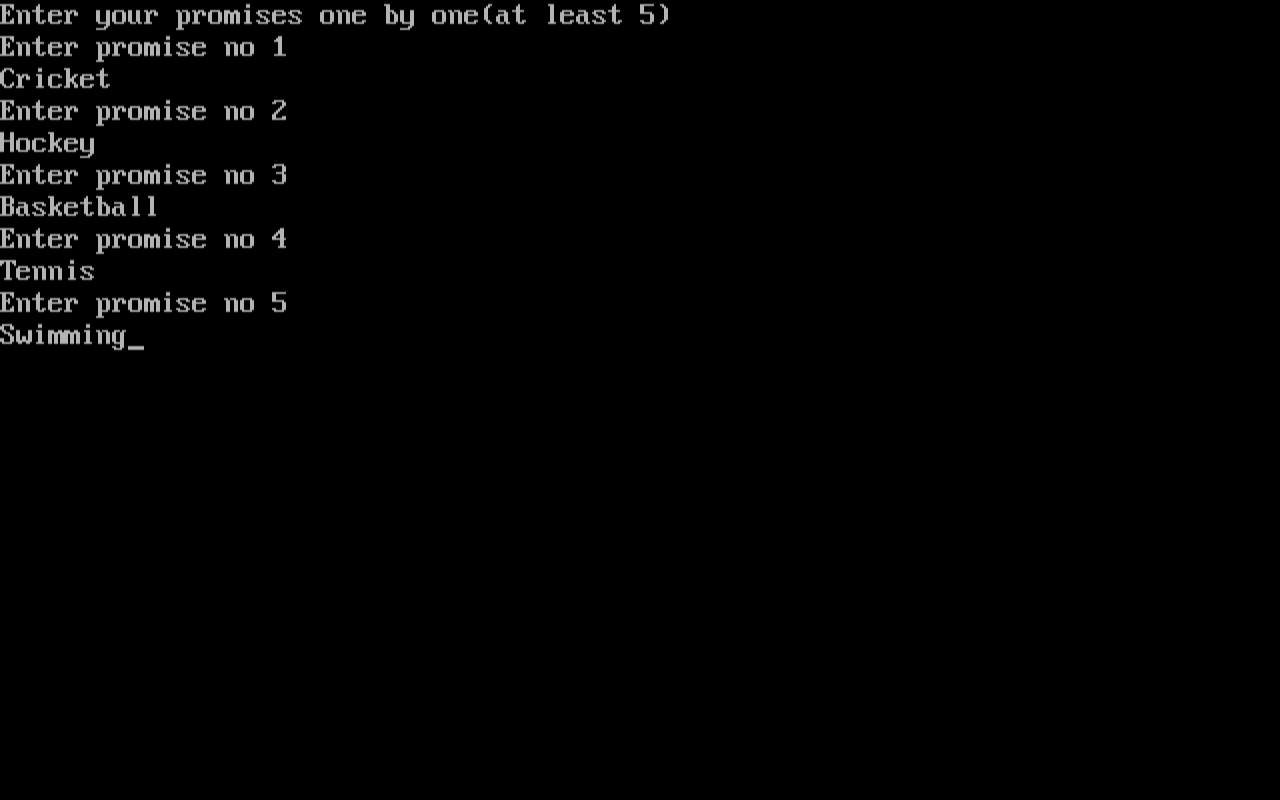 Enter your promises one by one(at least 5)
Enter promise no 1
Cricket
Enter promise no 2
Hockey
Enter promise no 3
Basketball
Enter promise no 4
Tennis
Enter promise no 5
Swimming_